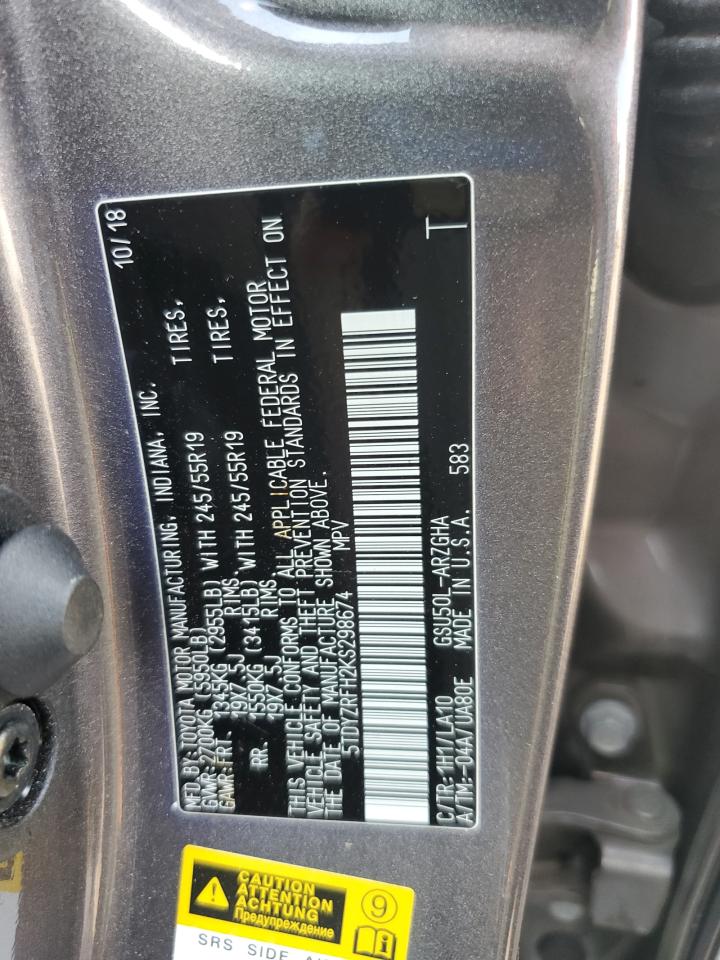 MFD.BY:TOYOTA MOTOR MANUFACTURING, INDIANA, INC. 10/18
GVWR:2700KG (5950LB)
GAWR:FRT. 1345KG (2955LB) WITH 245/55R19 TIRES,
19X7.5J RIMS,
RR. 1550KG (3415LB) WITH 245/55R19 TIRES,
19X7.5J RIMS
THIS VEHICLE CONFORMS TO ALL APPLICABLE FEDERAL MOTOR
VEHICLE SAFETY AND THEFT PREVENTION STANDARDS IN EFFECT ON
THE DATE OF MANUFACTURE SHOWN ABOVE.
5TDYZRFH2KS298674 MPV
C/TR:1H1/LA10 GSU50L-ARZGHA
A/TM:-04A/UA80E MADE IN U.S.A. 583
T
CAUTION
ATTENTION
ACHTUNG
Предупреждение
9
SRS SIDE